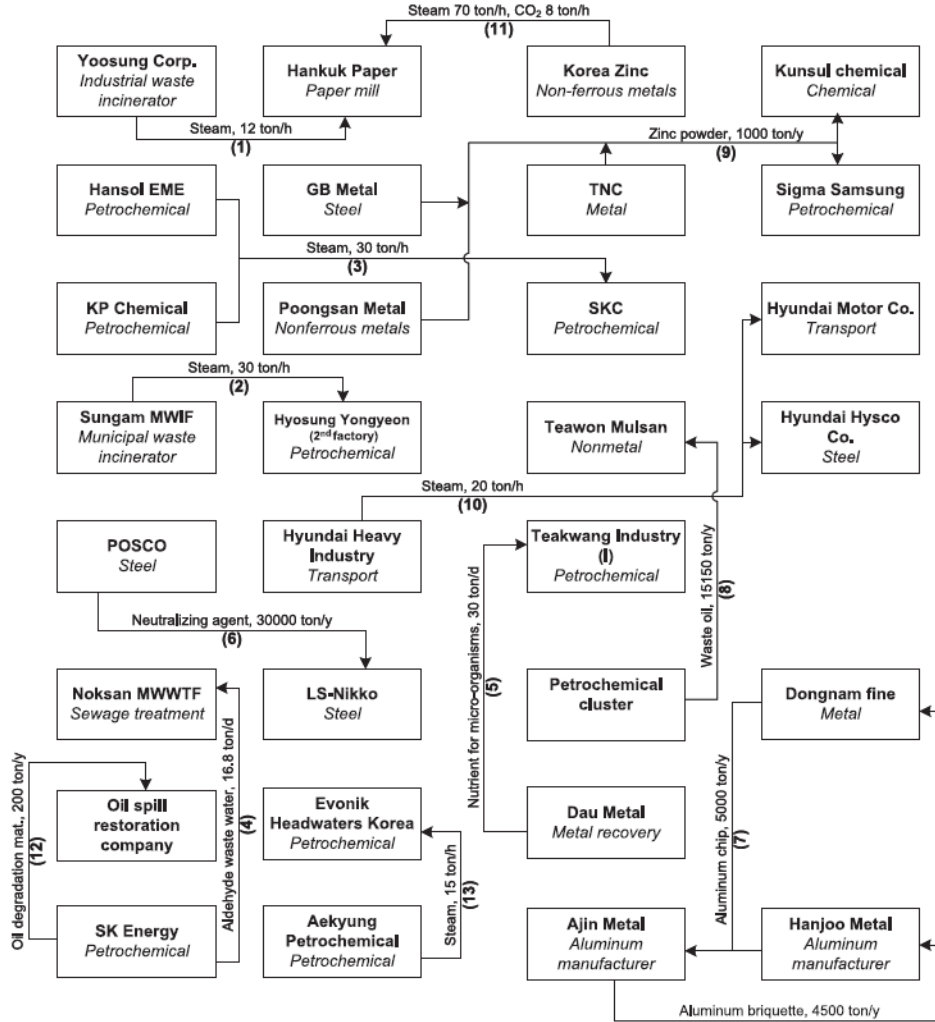 Steam 70 ton/h, CO₂ 8 ton/h
(11)
Yoosung Corp.
Industrial waste
incinerator
Hankuk Paper
Paper mill
Korea Zinc
Non-ferrous metals
Kunsul chemical
Chemical
Steam, 12 ton/h
(1)
Zinc powder, 1000 ton/y
(9)
Hansol EME
Petrochemical
GB Metal
Steel
TNC
Metal
Sigma Samsung
Petrochemical
Steam, 30 ton/h
(3)
KP Chemical
Petrochemical
Poongsan Metal
Nonferrous metals
SKC
Petrochemical
Hyundai Motor Co.
Transport
Steam, 30 ton/h
(2)
Sungam MWIF
Municipal waste
incinerator
Hyosung Yongyeon
(2nd factory)
Petrochemical
Teawon Mulsan
Nonmetal
Hyundai Hysco
Co.
Steel
Steam, 20 ton/h
(10)
POSCO
Steel
Hyundai Heavy
Industry
Transport
Teakwang Industry
(I)
Petrochemical
Waste oil, 15150 ton/y
(8)
Neutralizing agent, 30000 ton/y
(6)
Nutrient for micro-organisms, 30 ton/d
(5)
Noksan MWWTF
Sewage treatment
LS-Nikko
Steel
Petrochemical
cluster
Dongnam fine
Metal
Oil degradation mat., 200 ton/y
(12)
Aldehyde waste water, 16.8 ton/d
(4)
Oil spill
restoration
company
Evonik
Headwaters Korea
Petrochemical
Dau Metal
Metal recovery
Aluminum chip, 5000 ton/y
(7)
Steam, 15 ton/h
(13)
SK Energy
Petrochemical
Aekyung
Petrochemical
Petrochemical
Ajin Metal
Aluminum
manufacturer
Hanjoo Metal
Aluminum
manufacturer
Aluminum briquette, 4500 ton/y